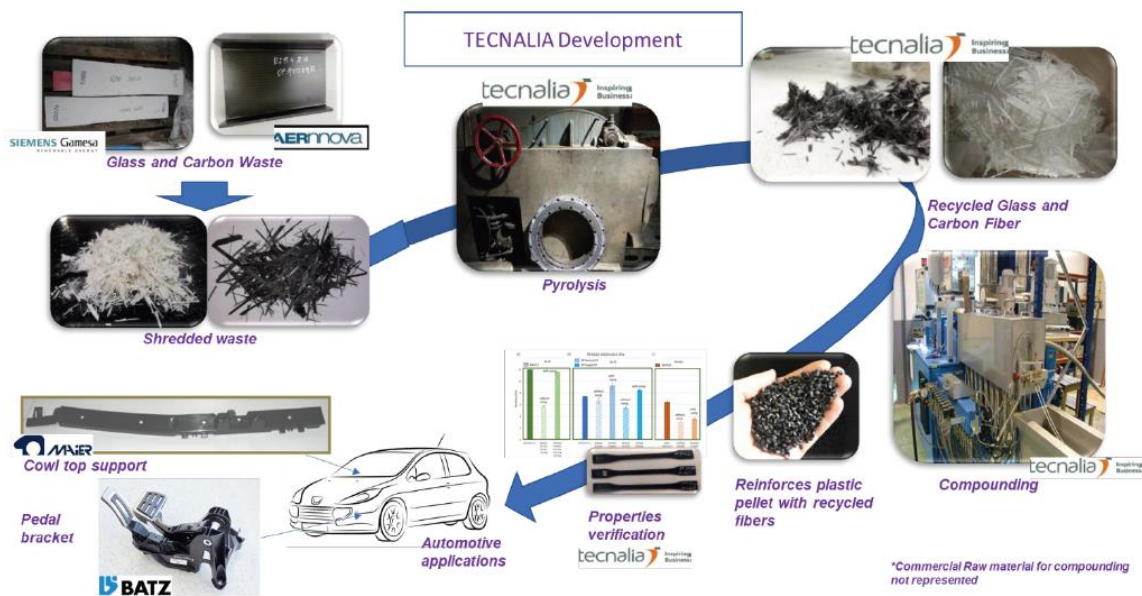 TECNALIA Development
SIEMENS Gamesa
RENEWABLE ENERGY
AERNNOVA
Glass and Carbon Waste
tecnalia Inspiring
Business
tecnalia Inspiring
Business
Recycled Glass and
Carbon Fiber
Shredded waste
Pyrolysis
MAIER
Cowl top support
Pedal
bracket
BATZ
Automotive
applications
Properties
verification
tecnalia Inspiring
Business
Reinforces plastic
pellet with recycled
fibers
Compounding
tecnalia Inspiring
Business
*Commercial Raw material for compounding
not represented